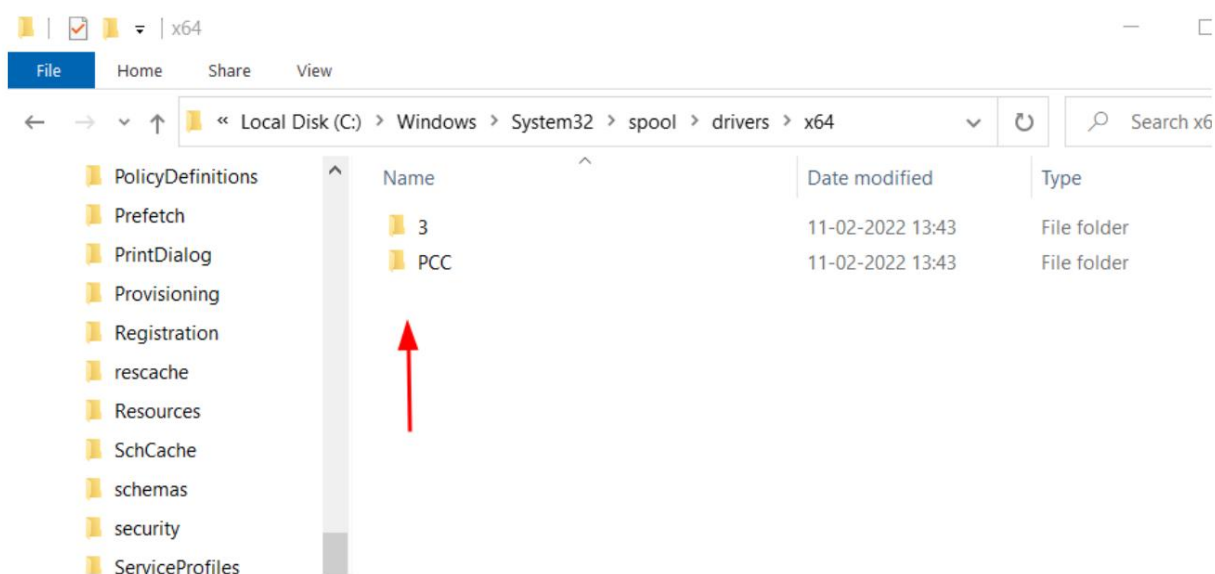 x64
File Home Share View
« Local Disk (C:) > Windows > System32 > spool > drivers > x64 Search x6
PolicyDefinitions
Prefetch
PrintDialog
Provisioning
Registration
rescache
Resources
SchCache
schemas
security
ServiceProfiles
Name Date modified Type
3 11-02-2022 13:43 File folder
PCC 11-02-2022 13:43 File folder